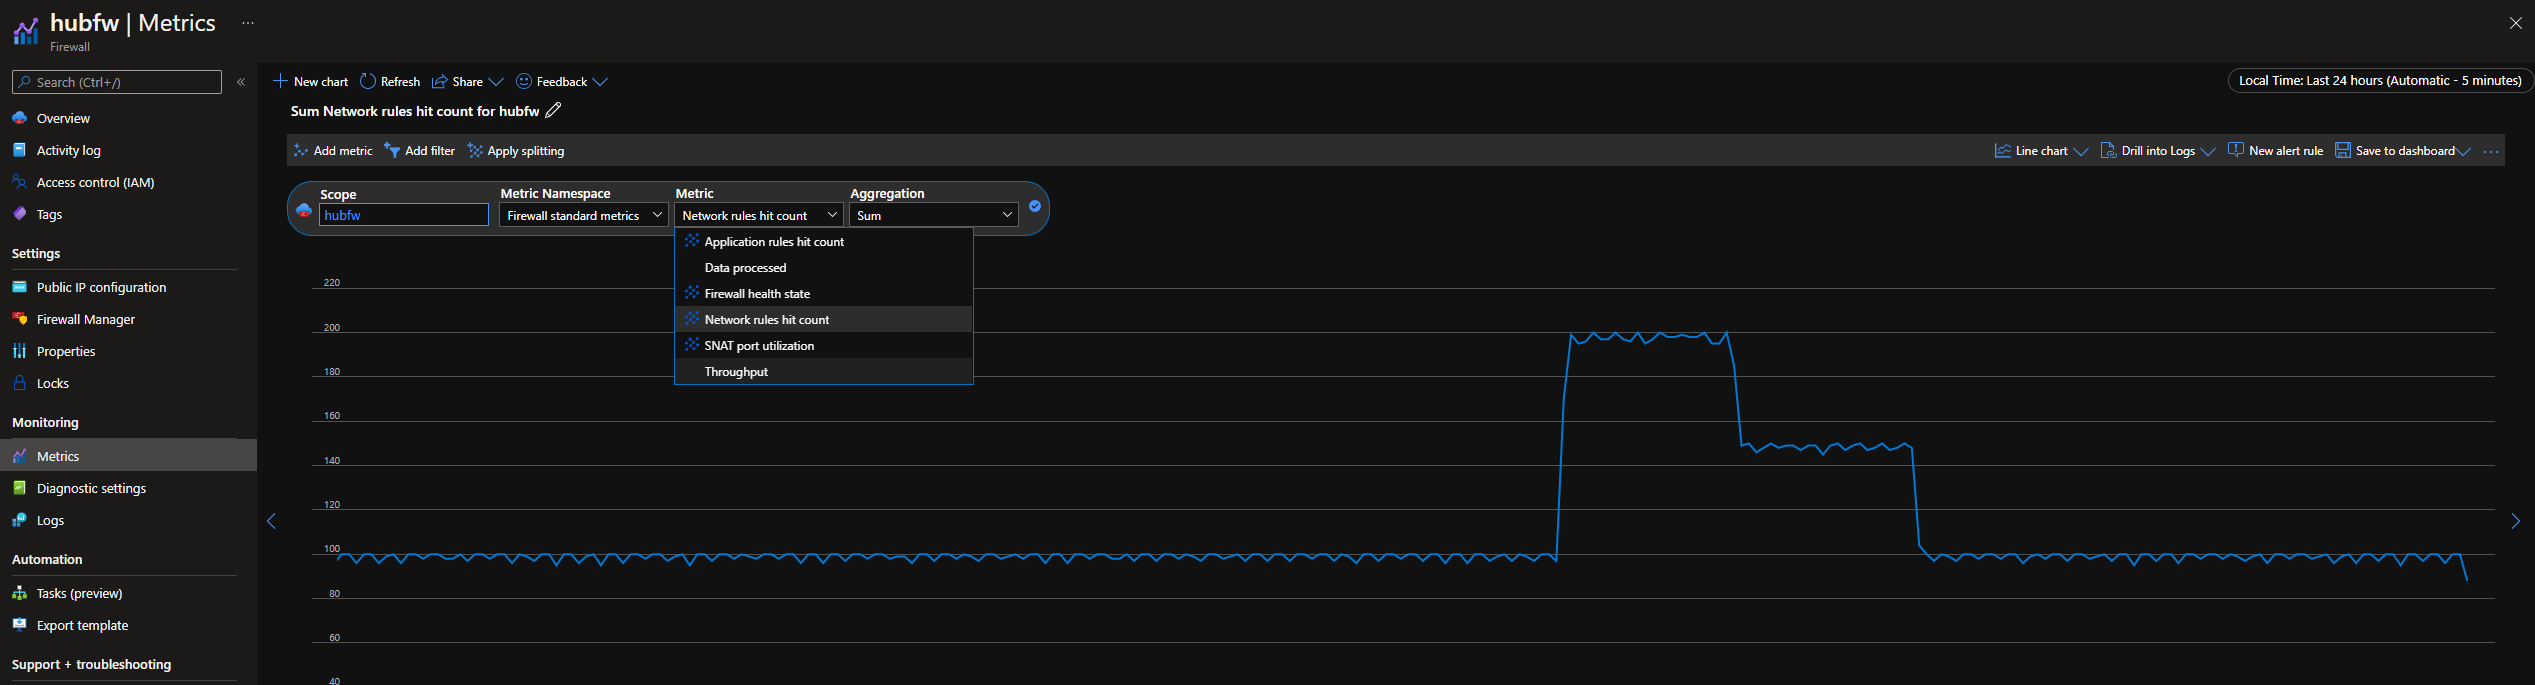 hubfw | Metrics ...
Firewall
Search (Ctrl+/)
«
Overview
Activity log
Access control (IAM)
Tags
Settings
Public IP configuration
Firewall Manager
Properties
Locks
Monitoring
Metrics
Diagnostic settings
Logs
Automation
Tasks (preview)
Export template
Support + troubleshooting
New chart Refresh Share Feedback
Local Time: Last 24 hours (Automatic - 5 minutes)
Sum Network rules hit count for hubfw
Add metric Add filter Apply splitting
Line chart Drill into Logs New alert rule Save to dashboard ...
Scope Metric Namespace Metric Aggregation
hubfw Firewall standard metrics Network rules hit count Sum
Application rules hit count
Data processed
Firewall health state
Network rules hit count
SNAT port utilization
Throughput
220
200
180
160
140
120
100
80
60
40